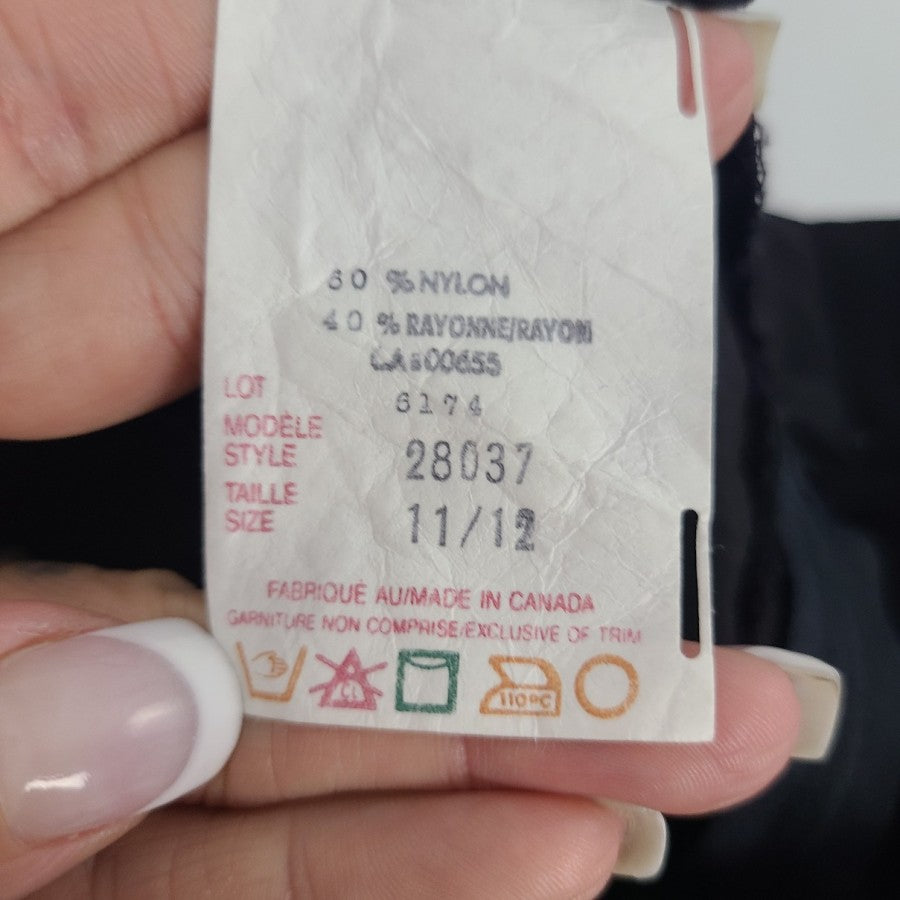 60 % NYLON
40 % RAYONNE/RAYON
CA 00655
LOT 6174
MODÈLE
STYLE 28037
TAILLE
SIZE 11/12
FABRIQUÉ AU/MADE IN CANADA
GARNITURE NON COMPRISE/EXCLUSIVE OF TRIM
CL
110°C